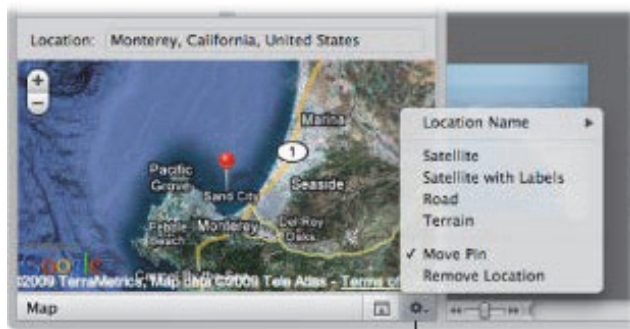 Location: Monterey, California, United States
+
−
Marina
1
Pacific
Grove
Sand City
Seaside
Pebble
Beach
Monterey
Del Rey
Oaks
Google
©2009 TerraMetrics, Map data ©2009 Tele Atlas - Terms of
Map
Location Name
Satellite
Satellite with Labels
Road
Terrain
✓ Move Pin
Remove Location